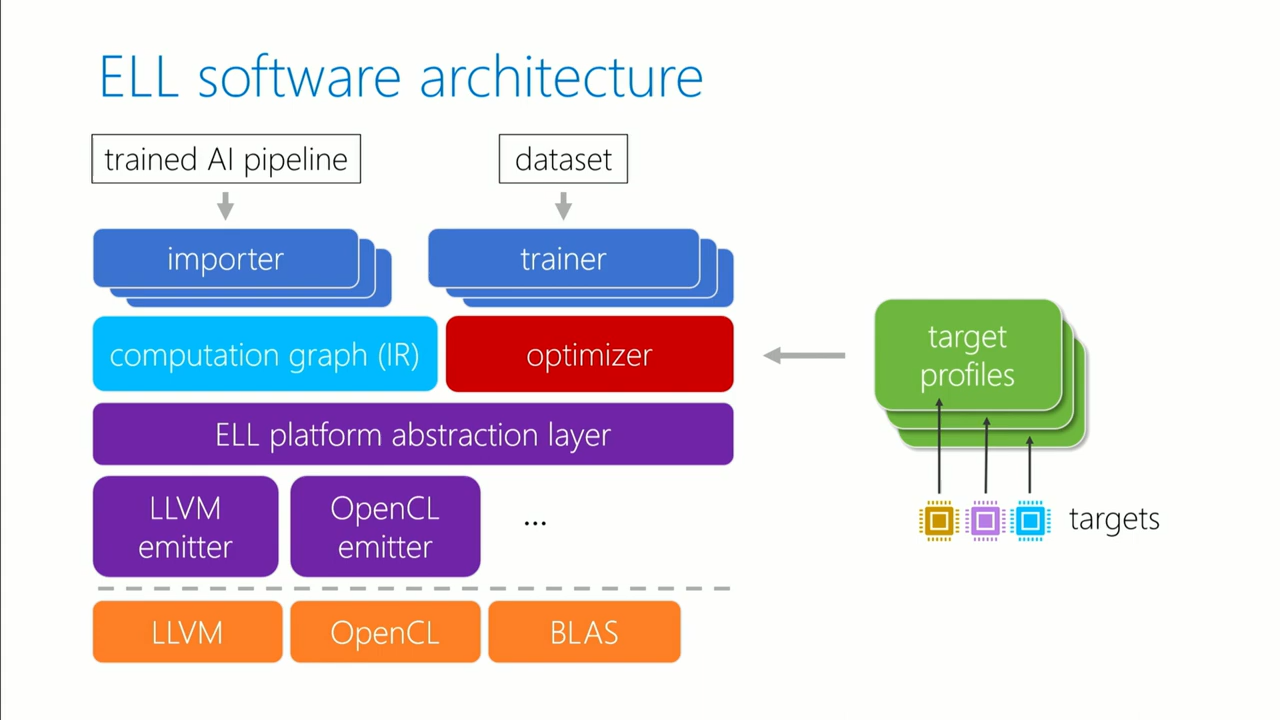 ELL software architecture
trained AI pipeline
dataset
importer
trainer
computation graph (IR)
optimizer
target
profiles
ELL platform abstraction layer
LLVM
emitter
OpenCL
emitter
...
targets
LLVM
OpenCL
BLAS